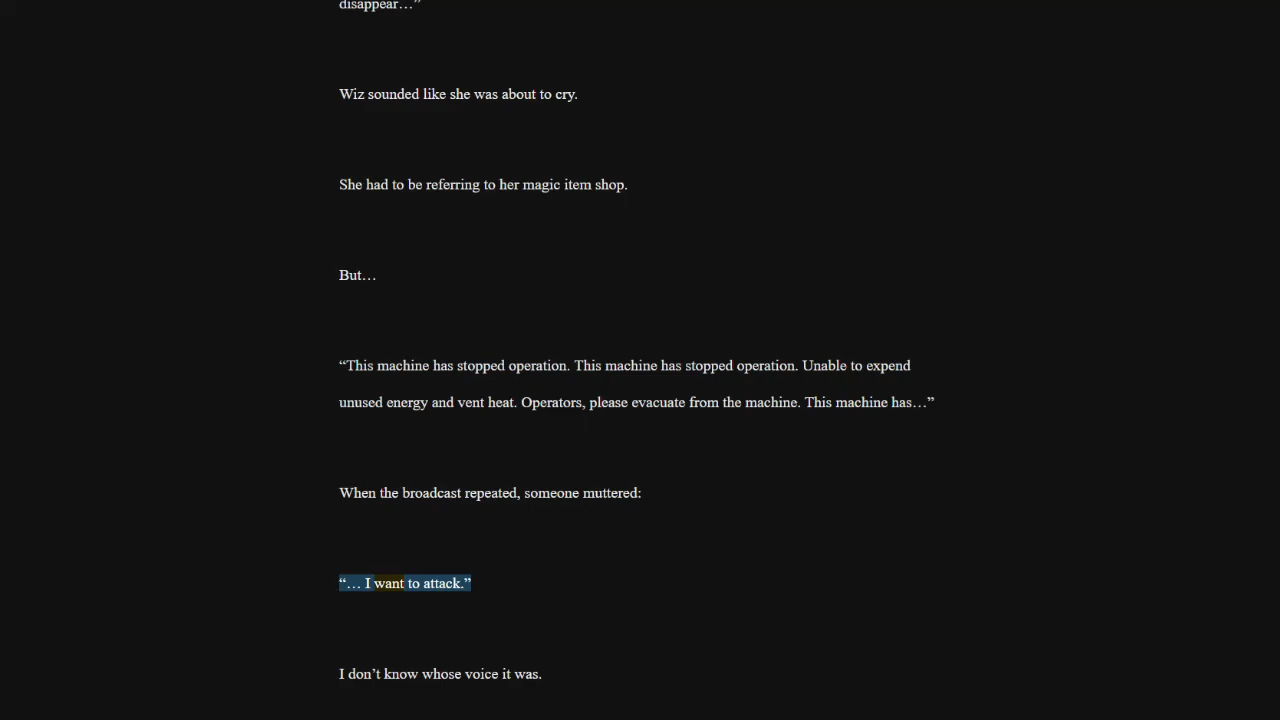 disappear…”
Wiz sounded like she was about to cry.
She had to be referring to her magic item shop.
But…
“This machine has stopped operation. This machine has stopped operation. Unable to expend
unused energy and vent heat. Operators, please evacuate from the machine. This machine has…”
When the broadcast repeated, someone muttered:
“… I want to attack.”
I don’t know whose voice it was.